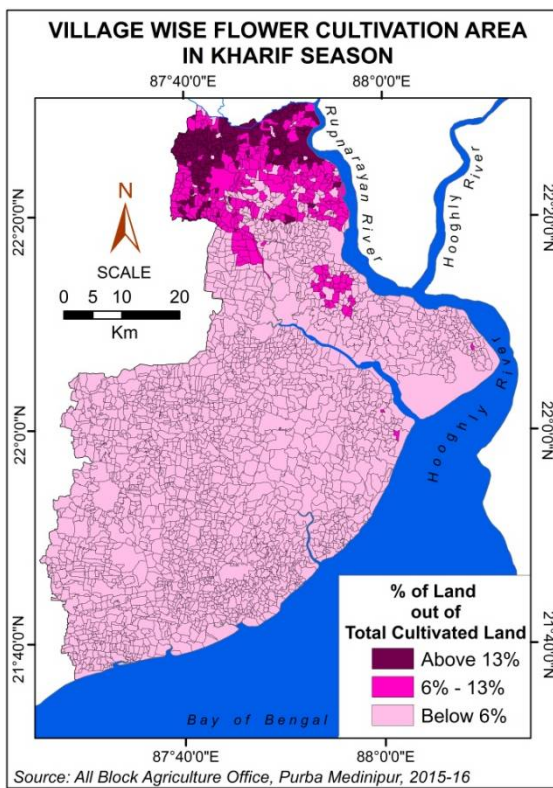 VILLAGE WISE FLOWER CULTIVATION AREA
IN KHARIF SEASON
87°40'0"E
88°0'0"E
Rupnarayan River
Hooghly River
22°20'0"N
22°20'0"N
N
SCALE
0 5 10 20
Km
Hooghly River
22°0'0"N
22°0'0"N
% of Land
out of
Total Cultivated Land
Above 13%
6% - 13%
Below 6%
21°40'0"N
21°40'0"N
Bay of Bengal
87°40'0"E
88°0'0"E
Source: All Block Agriculture Office, Purba Medinipur, 2015-16